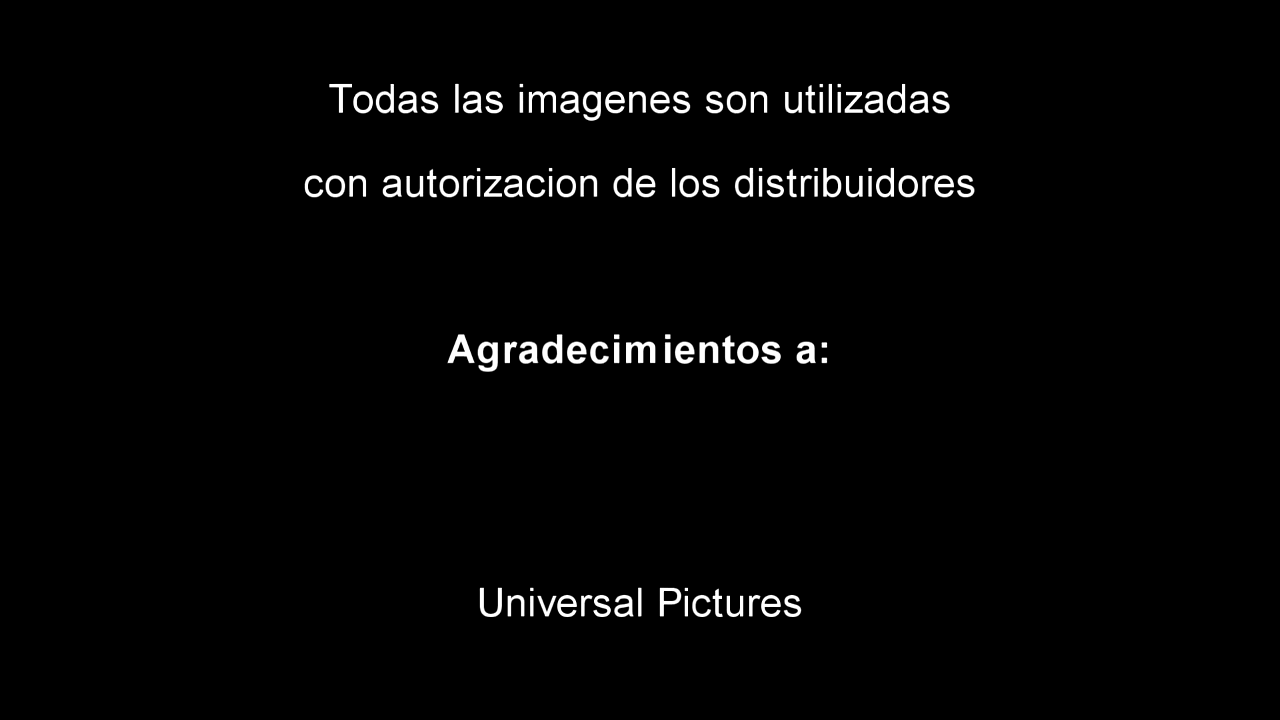 Todas las imagenes son utilizadas
con autorizacion de los distribuidores
Agradecimientos a:
Universal Pictures